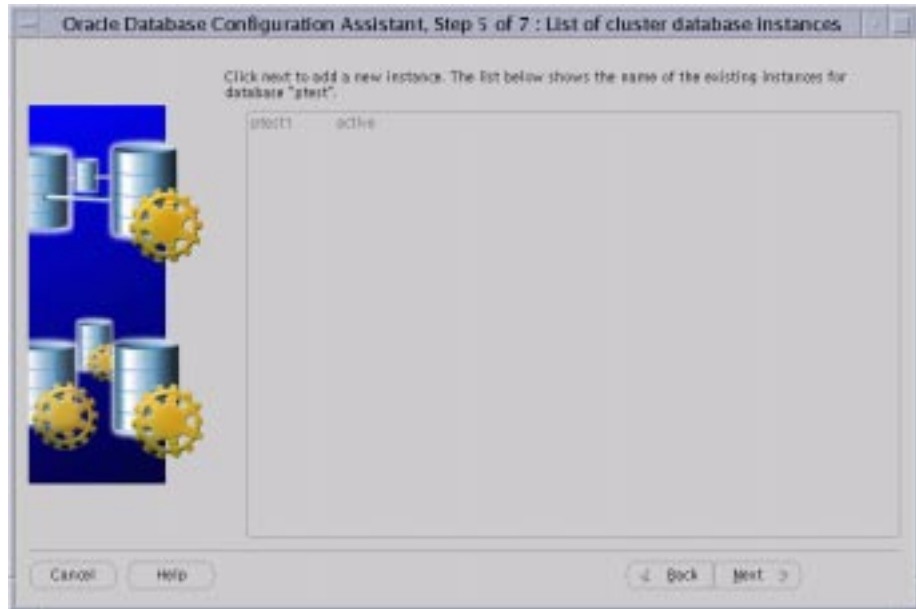 Oracle Database Configuration Assistant, Step 5 of 7 : List of cluster database instances
Click next to add a new instance. The list below shows the name of the existing instances for
database "ptest".
ptest1 active
Cancel Help Back Next